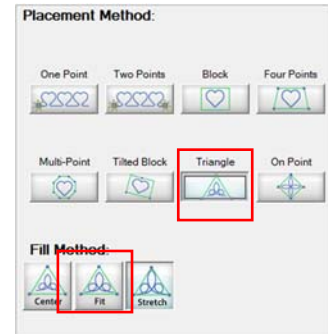 Placement Method:
One Point Two Points Block Four Points
Multi-Point Tilted Block Triangle On Point
Fill Method:
Center Fit Stretch